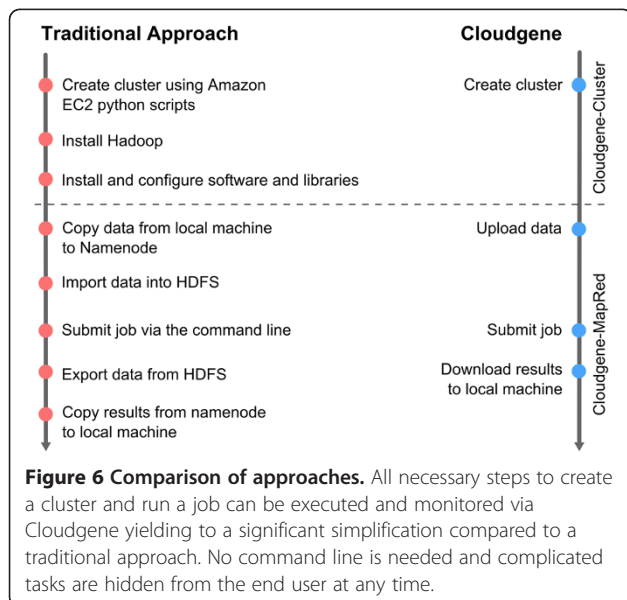 Traditional Approach
Cloudgene
Create cluster using Amazon
EC2 python scripts
Create cluster
Install Hadoop
Install and configure software and libraries
Cloudgene-Cluster
Copy data from local machine
to Namenode
Upload data
Import data into HDFS
Submit job via the command line
Submit job
Export data from HDFS
Download results
to local machine
Copy results from namenode
to local machine
Cloudgene-MapRed
Figure 6 Comparison of approaches. All necessary steps to create
a cluster and run a job can be executed and monitored via
Cloudgene yielding to a significant simplification compared to a
traditional approach. No command line is needed and complicated
tasks are hidden from the end user at any time.